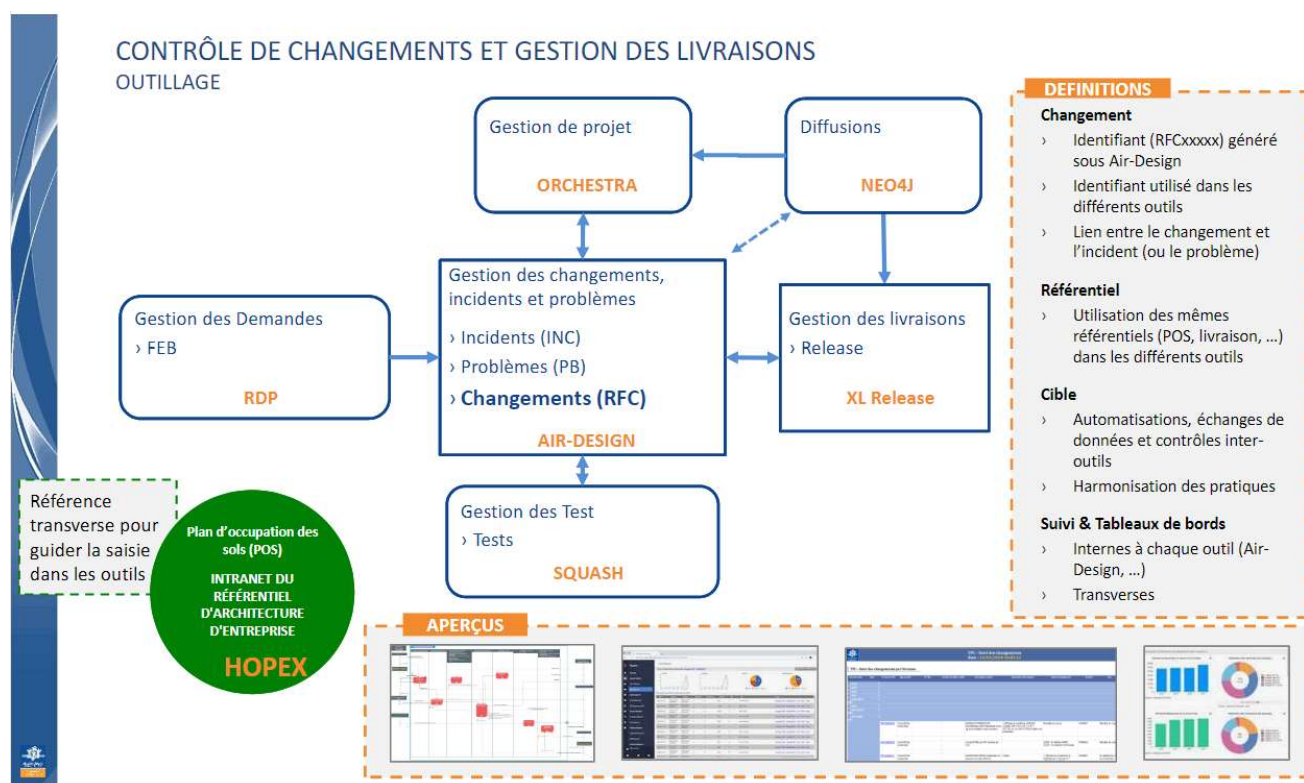 CONTRÔLE DE CHANGEMENTS ET GESTION DES LIVRAISONS
OUTILLAGE
Gestion de projet
ORCHESTRA
Diffusions
NEO4J
Gestion des Demandes
› FEB
RDP
Gestion des changements,
incidents et problèmes
› Incidents (INC)
› Problèmes (PB)
› Changements (RFC)
AIR-DESIGN
Gestion des livraisons
› Release
XL Release
Gestion des Test
› Tests
SQUASH
Référence
transverse pour
guider la saisie
dans les outils
Plan d'occupation des
sols (POS)
INTRANET DU
RÉFÉRENTIEL
D'ARCHITECTURE
D'ENTREPRISE
HOPEX
DEFINITIONS
Changement
› Identifiant (RFCxxxxx) généré
sous Air-Design
› Identifiant utilisé dans les
différents outils
› Lien entre le changement et
l'incident (ou le problème)
Référentiel
› Utilisation des mêmes
référentiels (POS, livraison, ...)
dans les différents outils
Cible
› Automatisations, échanges de
données et contrôles inter-
outils
› Harmonisation des pratiques
Suivi & Tableaux de bords
› Internes à chaque outil (Air-
Design, ...)
› Transverses
APERÇUS